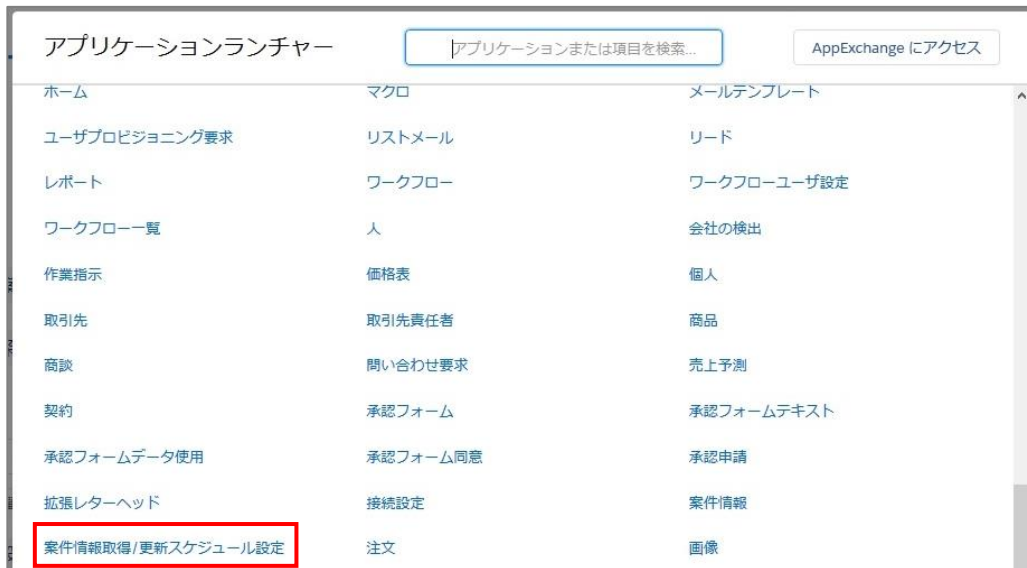 アプリケーションランチャー
アプリケーションまたは項目を検索...
AppExchange にアクセス
ホーム マクロ メールテンプレート
ユーザプロビジョニング要求 リストメール リード
レポート ワークフロー ワークフローユーザ設定
ワークフロー一覧 人 会社の検出
作業指示 価格表 個人
取引先 取引先責任者 商品
商談 問い合わせ要求 売上予測
契約 承認フォーム 承認フォームテキスト
承認フォームデータ使用 承認フォーム同意 承認申請
拡張レターヘッド 接続設定 案件情報
案件情報取得/更新スケジュール設定 注文 画像